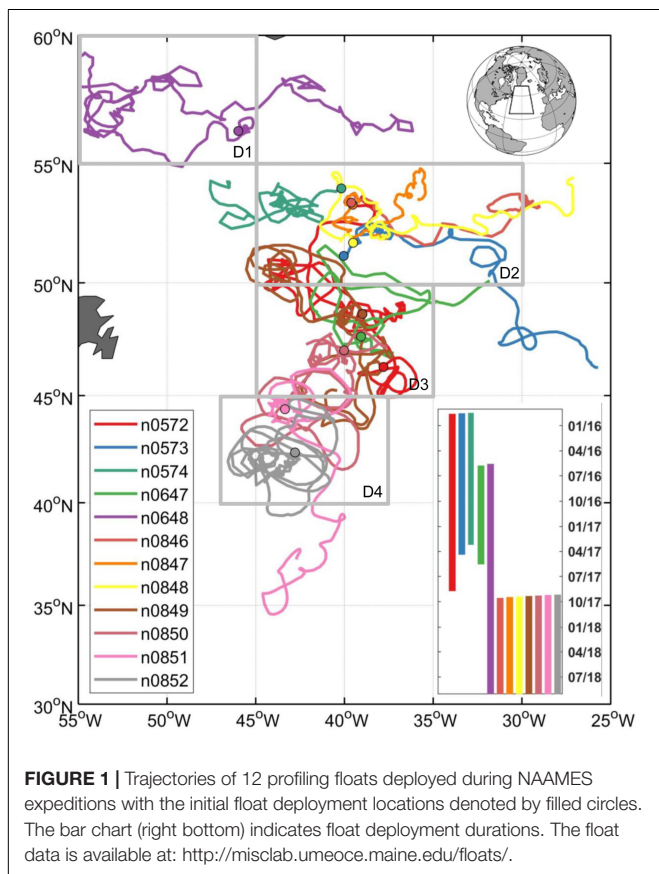 60°N
55°N
50°N
45°N
40°N
35°N
30°N
55°W
50°W
45°W
40°W
35°W
30°W
25°W
D1
D2
D3
D4
n0572
n0573
n0574
n0647
n0648
n0846
n0847
n0848
n0849
n0850
n0851
n0852
01/16
04/16
07/16
10/16
01/17
04/17
07/17
10/17
01/18
04/18
07/18
FIGURE 1 | Trajectories of 12 profiling floats deployed during NAAMES
expeditions with the initial float deployment locations denoted by filled circles.
The bar chart (right bottom) indicates float deployment durations. The float
data is available at: http://misclab.umeoce.maine.edu/floats/.